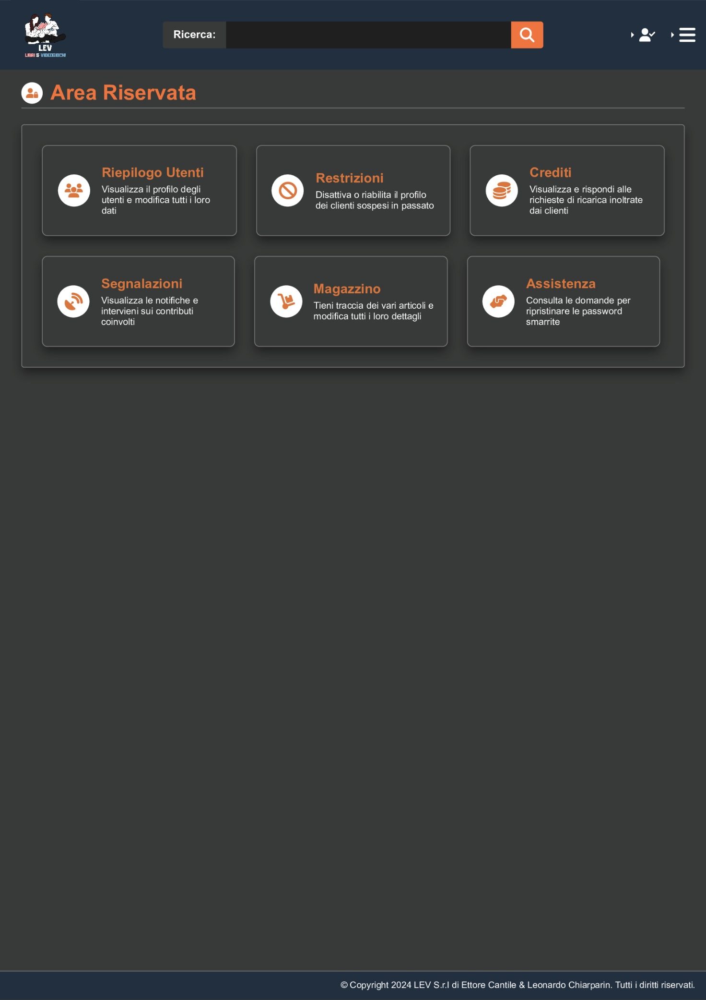 LEV
LIBRI & VIDEOGIOCHI
Ricerca:
Area Riservata
Riepilogo Utenti
Visualizza il profilo degli
utenti e modifica tutti i loro
dati
Restrizioni
Disattiva o riabilita il profilo
dei clienti sospesi in passato
Crediti
Visualizza e rispondi alle
richieste di ricarica inoltrate
dai clienti
Segnalazioni
Visualizza le notifiche e
intervieni sui contributi
coinvolti
Magazzino
Tieni traccia dei vari articoli e
modifica tutti i loro dettagli
Assistenza
Consulta le domande per
ripristinare le password
smarrite
© Copyright 2024 LEV S.r.l di Ettore Cantile & Leonardo Chiarparin. Tutti i diritti riservati.